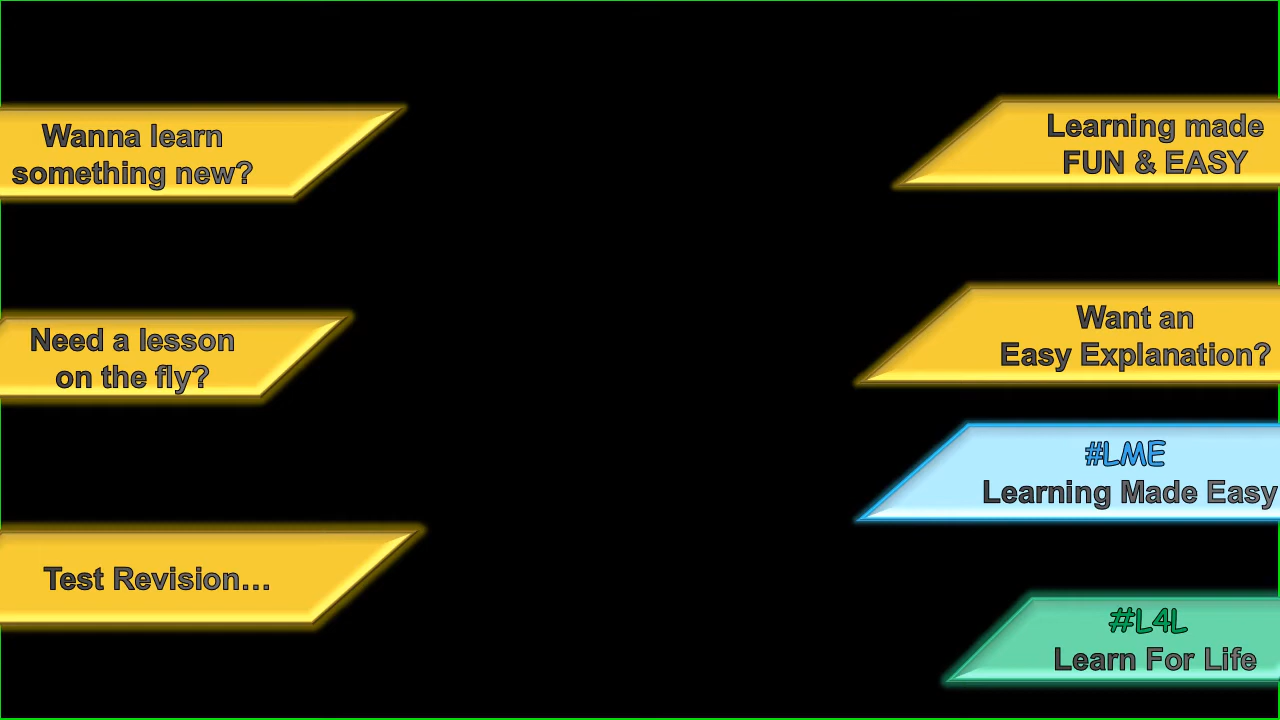 Wanna learn
something new?
Need a lesson
on the fly?
Test Revision...
Learning made
FUN & EASY
Want an
Easy Explanation?
#LME
Learning Made Easy
#L4L
Learn For Life